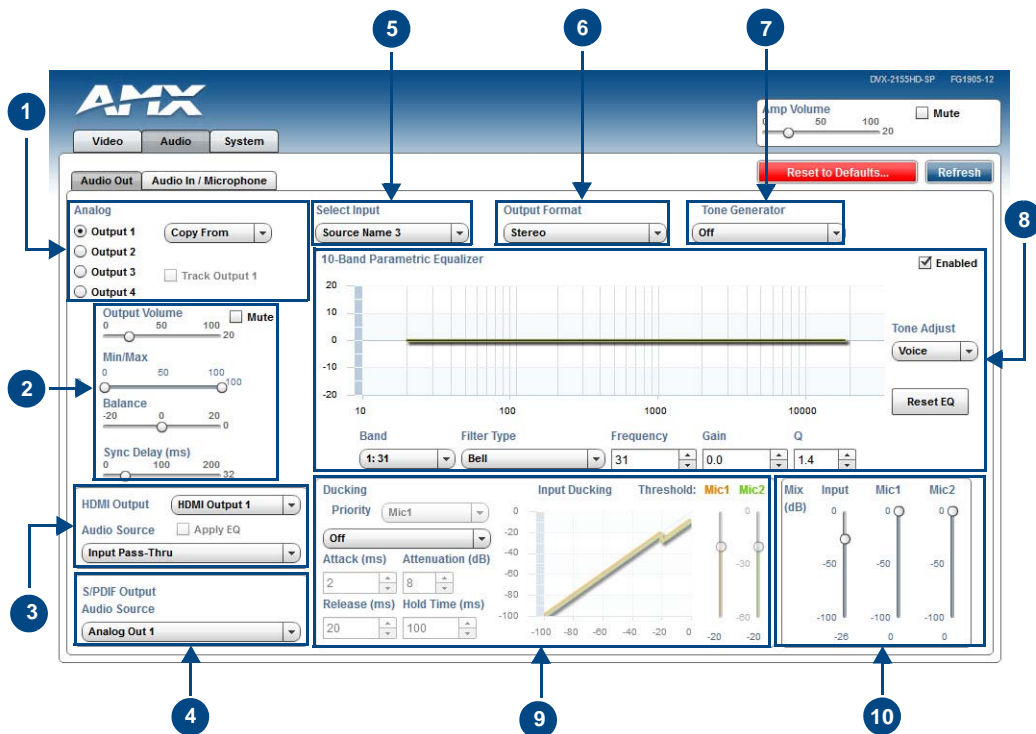 5
6
7
DVX-2155HD-SP FG1905-12
AMX
1
Amp Volume
0 50 100
20
Mute
Video Audio System
Reset to Defaults... Refresh
Audio Out Audio In / Microphone
Analog
Output 1 Copy From
Output 2
Output 3 Track Output 1
Output 4
Select Input
Source Name 3
Output Format
Stereo
Tone Generator
Off
8
10-Band Parametric Equalizer
Enabled
20
10
0
-10
-20
10 100 1000 10000
Tone Adjust
Voice
Reset EQ
Band Filter Type Frequency Gain Q
1: 31 Bell 31 0.0 1.4
2
Output Volume
0 50 100
20
Mute
Min/Max
0 50 100
0 100
Balance
-20 0 20
0
Sync Delay (ms)
0 100 200
32
3
HDMI Output HDMI Output 1
Audio Source Apply EQ
Input Pass-Thru
S/PDIF Output
Audio Source
Analog Out 1
4
Ducking
Priority Mic1
Off
Attack (ms) Attenuation (dB)
2 8
Release (ms) Hold Time (ms)
20 100
Input Ducking
0
-20
-40
-60
-80
-100
-100 -80 -60 -40 -20 0
Threshold: Mic1 Mic2
0
-30
-60
-20 -20
9
Mix (dB)
Input Mic1 Mic2
0 0 0
-50 -50 -50
-100 -100 -100
-26 0 0
10